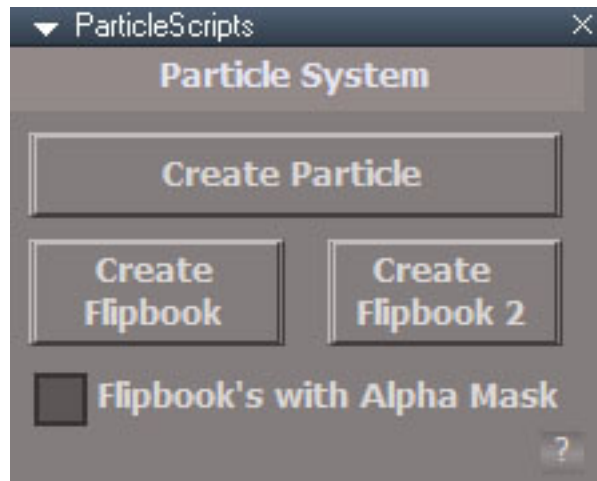 ParticleScripts
Particle System
Create Particle
Create
Flipbook
Create
Flipbook 2
Flipbook's with Alpha Mask
?